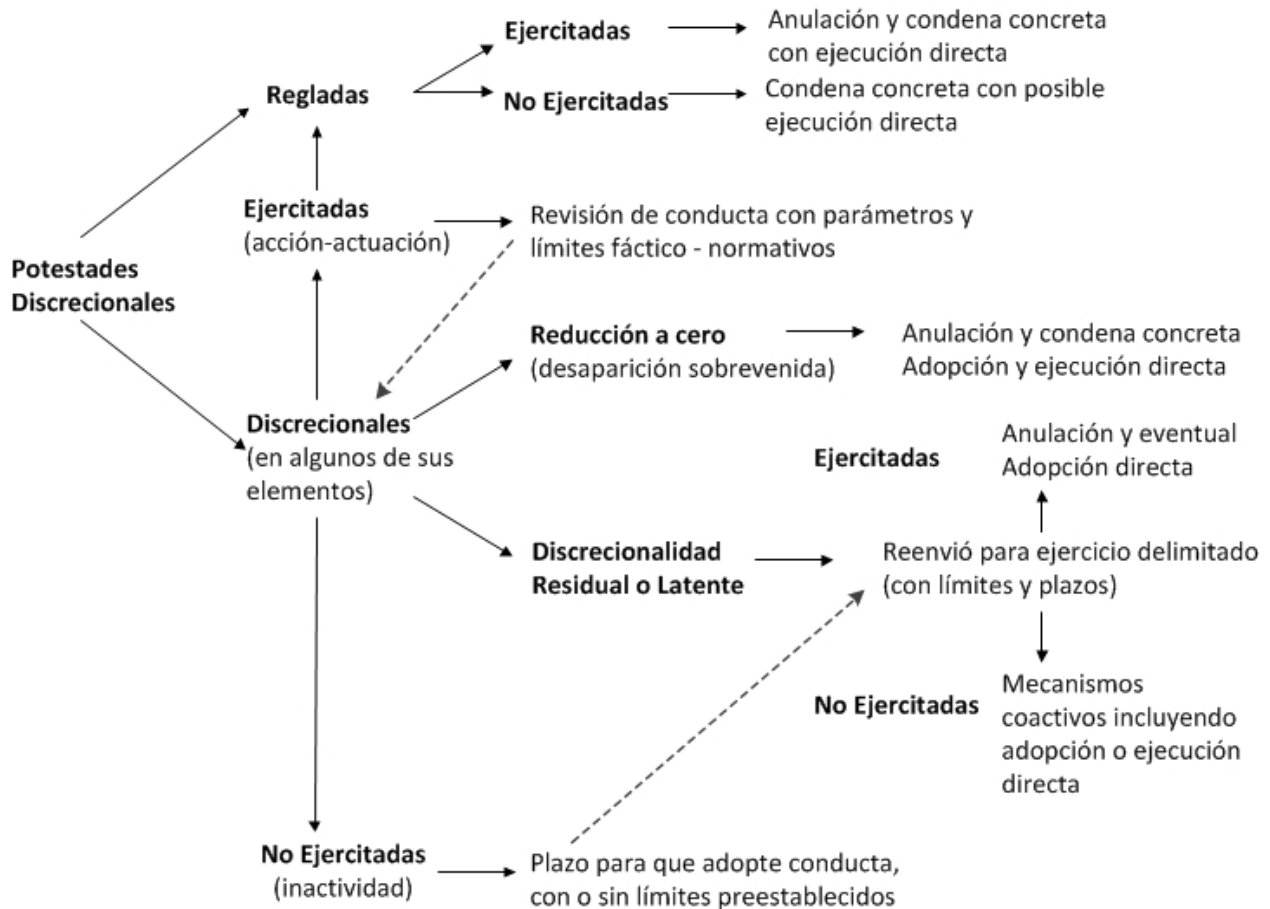 Ejercitadas
Anulación y condena concreta
con ejecución directa
Regladas
No Ejercitadas
Condena concreta con posible
ejecución directa
Ejercitadas
(acción-actuación)
Revisión de conducta con parámetros y
límites fáctico - normativos
Potestades
Discrecionales
Reducción a cero
(desaparición sobrevenida)
Anulación y condena concreta
Adopción y ejecución directa
Discrecionales
(en algunos de sus
elementos)
Ejercitadas
Anulación y eventual
Adopción directa
Discrecionalidad
Residual o Latente
Reenvió para ejercicio delimitado
(con límites y plazos)
No Ejercitadas
Mecanismos
coactivos incluyendo
adopción o ejecución
directa
No Ejercitadas
(inactividad)
Plazo para que adopte conducta,
con o sin límites preestablecidos